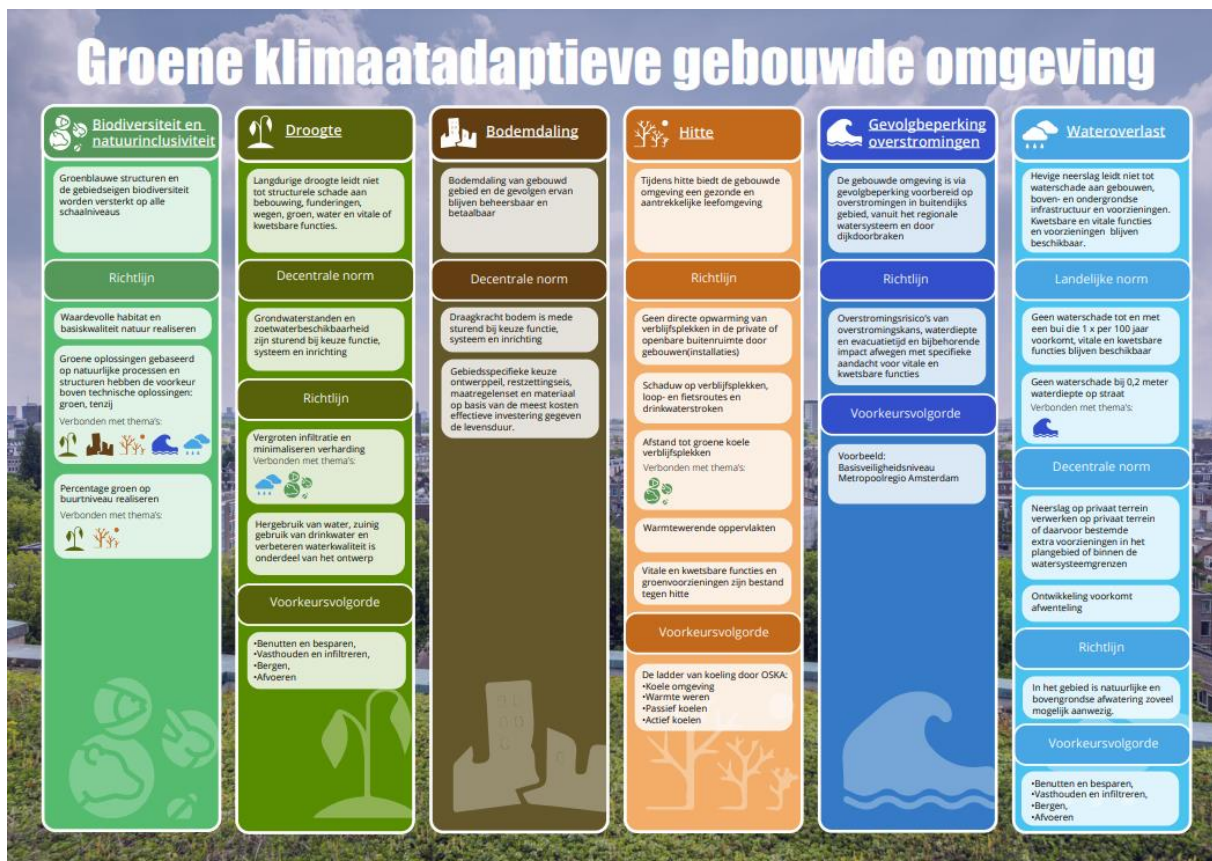 Groene klimaatadaptieve gebouwde omgeving
Biodiversiteit en
natuurinclusiviteit
Groenblauwe structuren en
de gebiedseigen biodiversiteit
worden versterkt op alle
schaalniveaus
Richtlijn
Waardevolle habitat en
basiskwaliteit natuur realiseren
Groene oplossingen gebaseerd
op natuurlijke processen en
structuren hebben de voorkeur
boven technische oplossingen:
groen, tenzij
Verbonden met thema's:
Percentage groen op
buurtniveau realiseren
Verbonden met thema's:
Droogte
Langdurige droogte leidt niet
tot structurele schade aan
bebouwing, funderingen,
wegen, groen, water en vitale of
kwetsbare functies.
Decentrale norm
Grondwaterstanden en
zoetwaterbeschikbaarheid
zijn sturend bij keuze functie,
systeem en inrichting
Richtlijn
Vergroten infiltratie en
minimaliseren verharding
Verbonden met thema's:
Hergebruik van water, zuinig
gebruik van drinkwater en
verbeteren waterkwaliteit is
onderdeel van het ontwerp
Voorkeursvolgorde
•Benutten en besparen,
•Vasthouden en infiltreren,
•Bergen,
•Afvoeren
Bodemdaling
Bodemdaling van gebouwd
gebied en de gevolgen ervan
blijven beheersbaar en
betaalbaar
Decentrale norm
Draagkracht bodem is mede
sturend bij keuze functie,
systeem en inrichting
Gebiedsspecifieke keuze
ontwerppeil, restzettingseis,
maatregelenset en materiaal
op basis van de meest kosten
effectieve investering gegeven
de levensduur.
Hitte
Tijdens hitte biedt de gebouwde
omgeving een gezonde en
aantrekkelijke leefomgeving
Richtlijn
Geen directe opwarming van
verblijfsplekken in de private of
openbare buitenruimte door
gebouwen(installaties)
Schaduw op verblijfsplekken,
loop- en fietsroutes en
drinkwaterstroken
Afstand tot groene koele
verblijfsplekken
Verbonden met thema's:
Warmtewerende oppervlakten
Vitale en kwetsbare functies en
groenvoorzieningen zijn bestand
tegen hitte
Voorkeursvolgorde
De ladder van koeling door OSKA:
•Koele omgeving
•Warmte weren
•Passief koelen
•Actief koelen
Gevolgbeperking
overstromingen
De gebouwde omgeving is via
gevolgbeperking voorbereid op
overstromingen in buitendijks
gebied, vanuit het regionale
watersysteem en door
dijkdoorbraken
Richtlijn
Overstromingsrisico's van
overstromingskans, waterdiepte
en evacuatietijd en bijbehorende
impact afwegen met specifieke
aandacht voor vitale en
kwetsbare functies
Voorkeursvolgorde
Voorbeeld:
Basisveiligheidsniveau
Metropoolregio Amsterdam
Wateroverlast
Hevige neerslag leidt niet tot
waterschade aan gebouwen,
boven- en ondergrondse
infrastructuur en voorzieningen.
Kwetsbare en vitale functies
en voorzieningen blijven
beschikbaar.
Landelijke norm
Geen waterschade tot en met
een bui die 1 x per 100 jaar
voorkomt, vitale en kwetsbare
functies blijven beschikbaar
Geen waterschade bij 0,2 meter
waterdiepte op straat
Verbonden met thema's:
Decentrale norm
Neerslag op privaat terrein
verwerken op privaat terrein
of daarvoor bestemde
extra voorzieningen in het
plangebied of binnen de
watersysteemgrenzen
Ontwikkeling voorkomt
afwenteling
Richtlijn
In het gebied is natuurlijke en
bovengrondse afwatering zoveel
mogelijk aanwezig.
Voorkeursvolgorde
•Benutten en besparen,
•Vasthouden en infiltreren,
•Bergen,
•Afvoeren